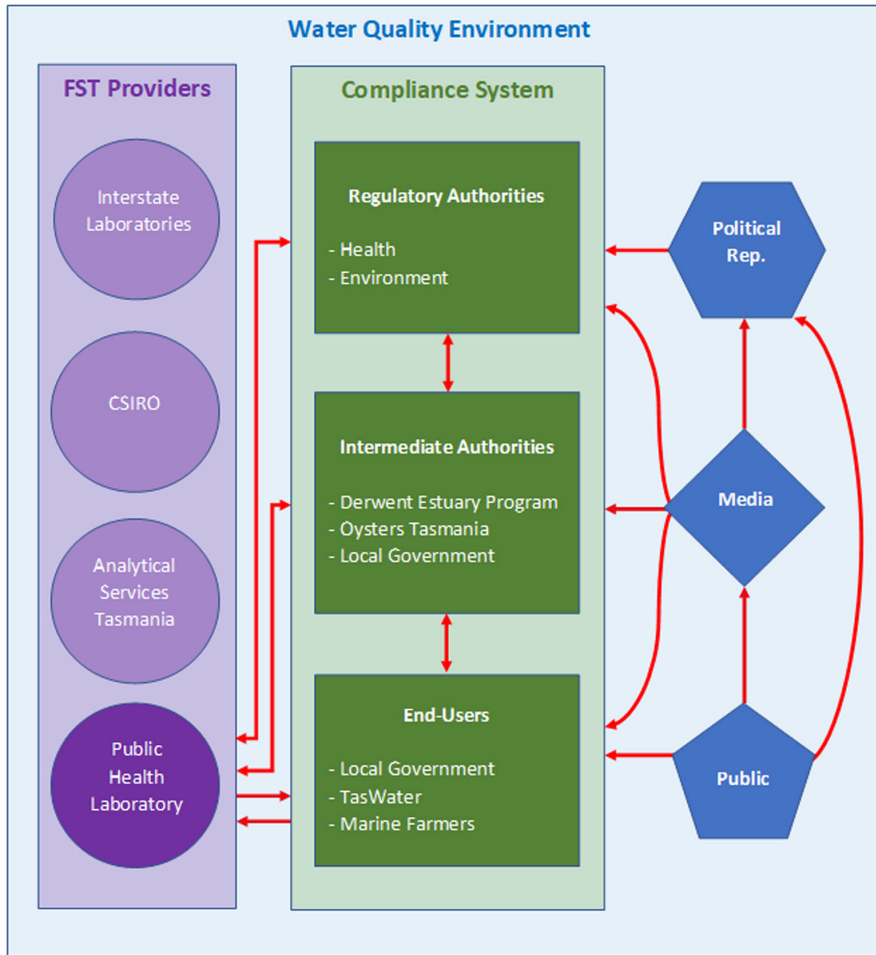 Water Quality Environment
FST Providers
Interstate
Laboratories
CSIRO
Analytical
Services
Tasmania
Public
Health
Laboratory
Compliance System
Regulatory Authorities
- Health
- Environment
Intermediate Authorities
- Derwent Estuary Program
- Oysters Tasmania
- Local Government
End-Users
- Local Government
- TasWater
- Marine Farmers
Political
Rep.
Media
Public